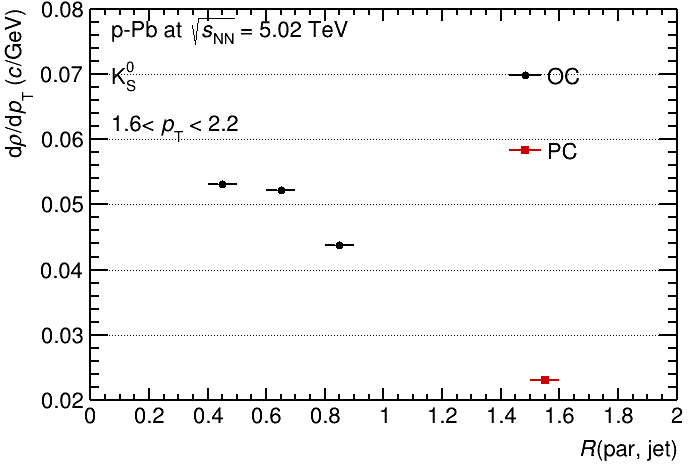 0.08
0.07
0.06
0.05
0.04
0.03
0.02
dρ/dp_T (c/GeV)
p-Pb at √s_NN = 5.02 TeV
K_S^0
1.6< p_T < 2.2
OC
PC
0 0.2 0.4 0.6 0.8 1 1.2 1.4 1.6 1.8 2
R(par, jet)